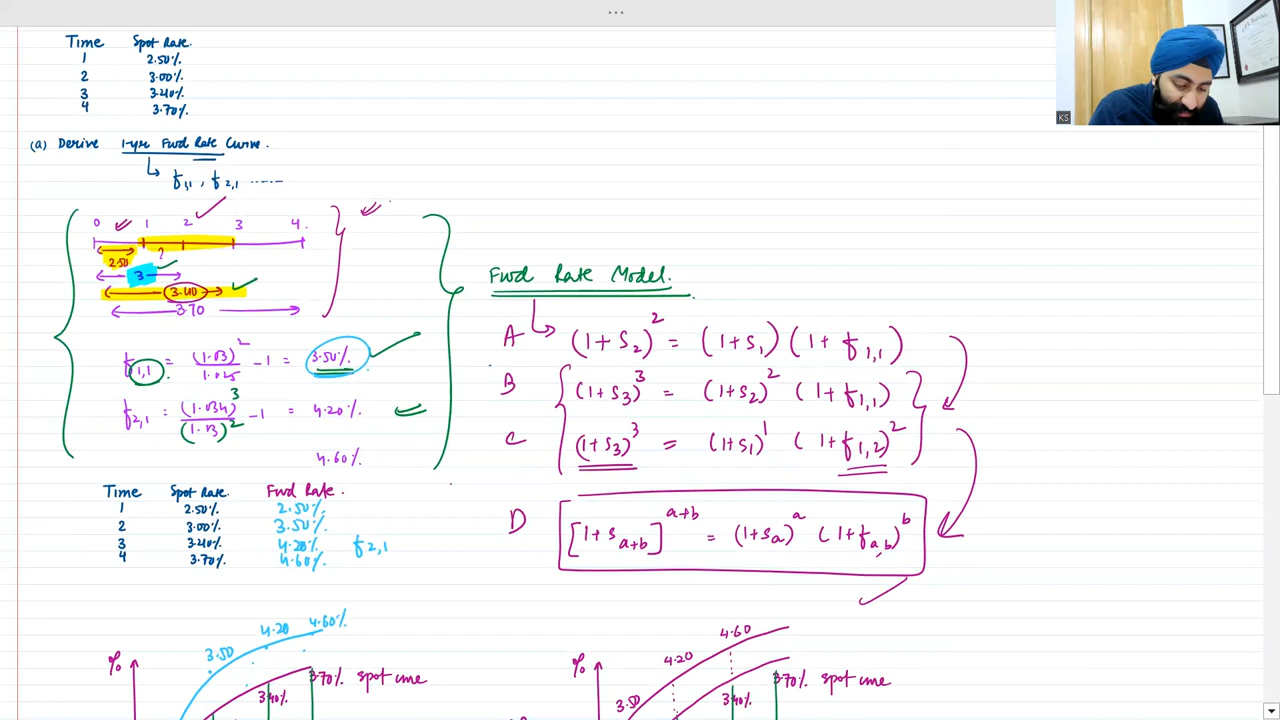 Time Spot Rate
1 2.50%
2 3.00%
3 3.40%
4 3.70%
(a) Derive 1-yr Fwd Rate Curve.
f1,1 , f2,1 ......
0 1 2 3 4
2.50 2
3
3.40
3.70
f1,1 = (1.03)^2 / 1.025 - 1 = 3.50%
f2,1 = (1.034)^3 / (1.03)^2 - 1 = 4.20%
4.60%
Fwd Rate Model.
A (1+S2)^2 = (1+S1) (1+f1,1)
B (1+S3)^3 = (1+S2)^2 (1+f1,1)
C (1+S3)^3 = (1+S1)^1 (1+f1,2)^2
D [1+Sa+b]^a+b = (1+Sa)^a (1+fa,b)^b
Time Spot Rate Fwd Rate.
1 2.50% 2.50%
2 3.00% 3.50%
3 3.40% 4.20% f2,1
4 3.70% 4.60%
% 3.50 4.20 4.60%
3.40% 3.70% Spot curve
% 3.50 4.20 4.60
3.40% 3.70% Spot curve
KS